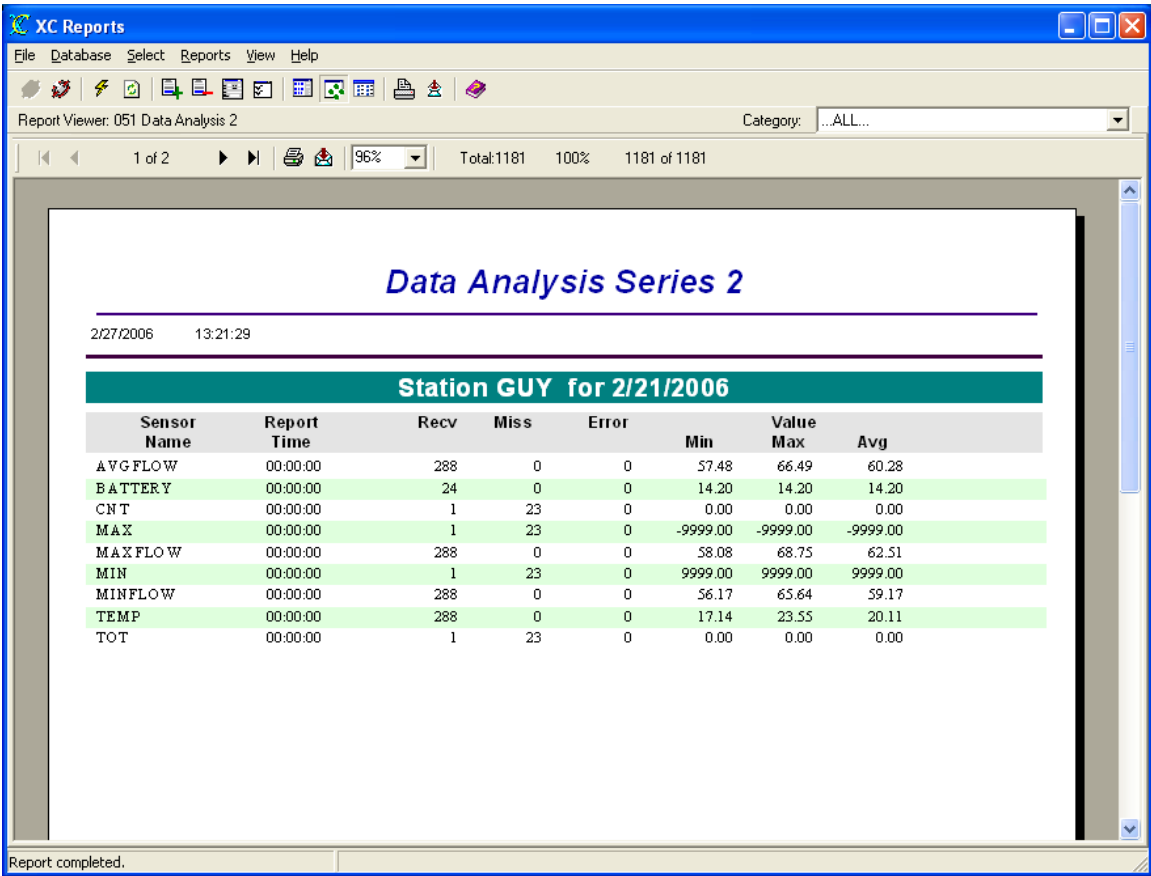 XC Reports
File Database Select Reports View Help
Report Viewer: 051 Data Analysis 2 Category: ...ALL...
1 of 2 96% Total:1181 100% 1181 of 1181
Data Analysis Series 2
2/27/2006 13:21:29
Station GUY for 2/21/2006
Sensor Report Recv Miss Error Value
Name Time Min Max Avg
AVGFLOW 00:00:00 288 0 0 57.48 66.49 60.28
BATTERY 00:00:00 24 0 0 14.20 14.20 14.20
CNT 00:00:00 1 23 0 0.00 0.00 0.00
MAX 00:00:00 1 23 0 -9999.00 -9999.00 -9999.00
MAXFLOW 00:00:00 288 0 0 58.08 68.75 62.51
MIN 00:00:00 1 23 0 9999.00 9999.00 9999.00
MINFLOW 00:00:00 288 0 0 56.17 65.64 59.17
TEMP 00:00:00 288 0 0 17.14 23.55 20.11
TOT 00:00:00 1 23 0 0.00 0.00 0.00
Report completed.